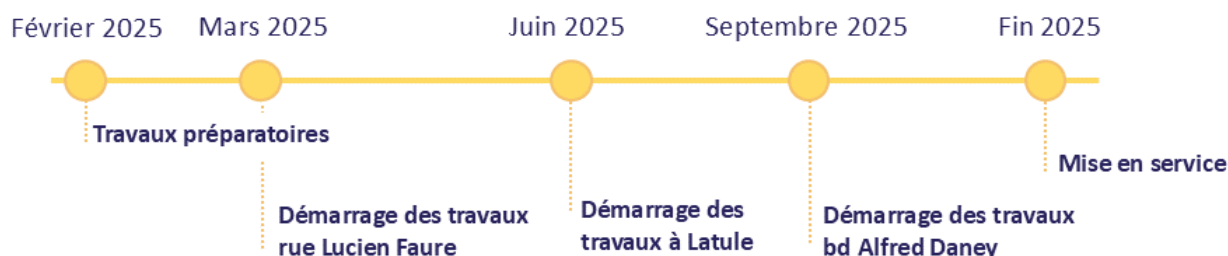 Février 2025 Mars 2025 Juin 2025 Septembre 2025 Fin 2025
Travaux préparatoires
Mise en service
Démarrage des travaux
rue Lucien Faure
Démarrage des
travaux à Latule
Démarrage des travaux
bd Alfred Daney